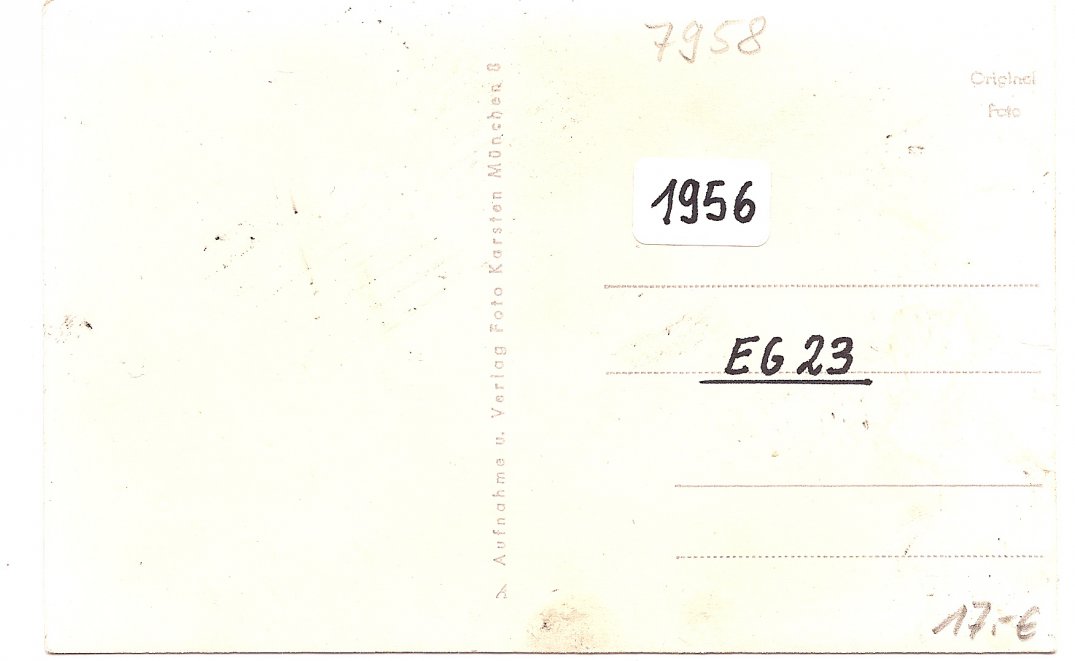 7958
Original
Foto
1956
EG 23
Aufnahme u. Verlag Foto Karsten München 8
17.-€